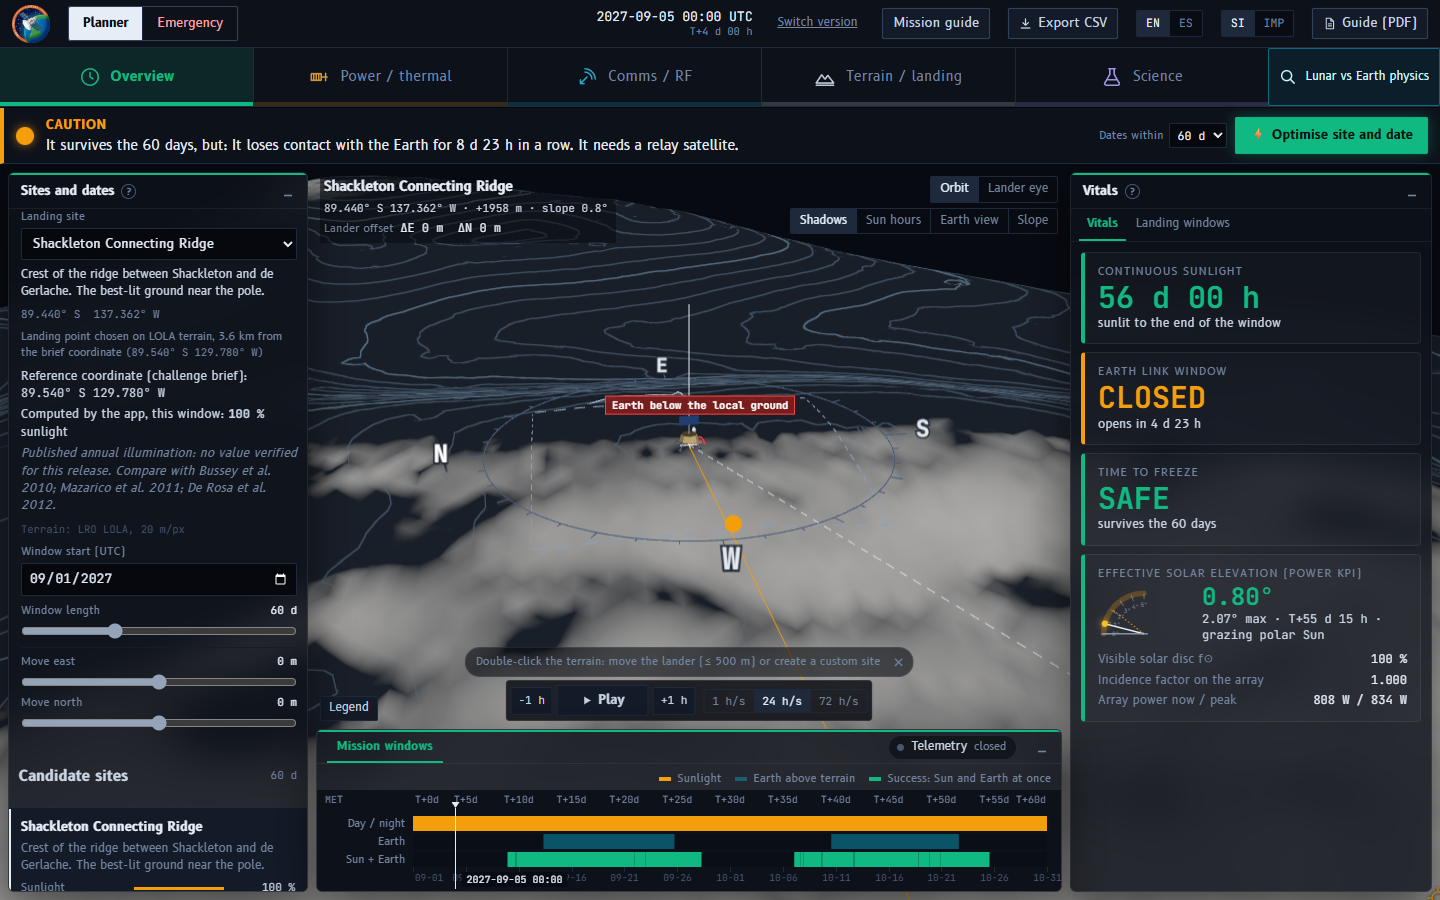 Planner
Emergency
2027-09-05 00:00 UTC
T+4 d 00 h
Switch version
Mission guide
Export CSV
EN ES
SI IMP
Guide (PDF)
Overview
Power / thermal
Comms / RF
Terrain / landing
Science
Lunar vs Earth physics
CAUTION
It survives the 60 days, but: It loses contact with the Earth for 8 d 23 h in a row. It needs a relay satellite.
Dates within 60 d
Optimise site and date
Sites and dates ?
Landing site
Shackleton Connecting Ridge
Crest of the ridge between Shackleton and de
Gerlache. The best-lit ground near the pole.
89.440° S 137.362° W
Landing point chosen on LOLA terrain, 3.6 km from
the brief coordinate (89.540° S 129.780° W)
Reference coordinate (challenge brief):
89.540° S 129.780° W
Computed by the app, this window: 100 %
sunlight
Published annual illumination: no value verified
for this release. Compare with Bussey et al.
2010; Mazarico et al. 2011; De Rosa et al.
2012.
Terrain: LRO LOLA, 20 m/px
Window start (UTC)
09/01/2027
Window length 60 d
Move east 0 m
Move north 0 m
Candidate sites 60 d
Shackleton Connecting Ridge
Crest of the ridge between Shackleton and de
Gerlache. The best-lit ground near the pole.
Sunlight 100 %
Shackleton Connecting Ridge
89.440° S 137.362° W · +1958 m · slope 0.8°
Lander offset ΔE 0 m ΔN 0 m
Orbit Lander eye
Shadows Sun hours Earth view Slope
E
Earth below the local ground
N
S
W
Double-click the terrain: move the lander (≤ 500 m) or create a custom site
Legend
-1 h
Play
+1 h
1 h/s 24 h/s 72 h/s
Mission windows
Telemetry closed
Sunlight
Earth above terrain
Success: Sun and Earth at once
MET T+0d T+5d T+10d T+15d T+20d T+25d T+30d T+35d T+40d T+45d T+50d T+55d T+60d
Day / night
Earth
Sun + Earth
09-01 2027-09-05 00:00 -16 09-21 09-26 10-01 10-06 10-11 10-16 10-21 10-26 10-31
Vitals ?
Vitals
Landing windows
CONTINUOUS SUNLIGHT
56 d 00 h
sunlit to the end of the window
EARTH LINK WINDOW
CLOSED
opens in 4 d 23 h
TIME TO FREEZE
SAFE
survives the 60 days
EFFECTIVE SOLAR ELEVATION (POWER KPI)
0.80°
2.07° max · T+55 d 15 h ·
grazing polar Sun
Visible solar disc f☉ 100 %
Incidence factor on the array 1.000
Array power now / peak 808 W / 834 W